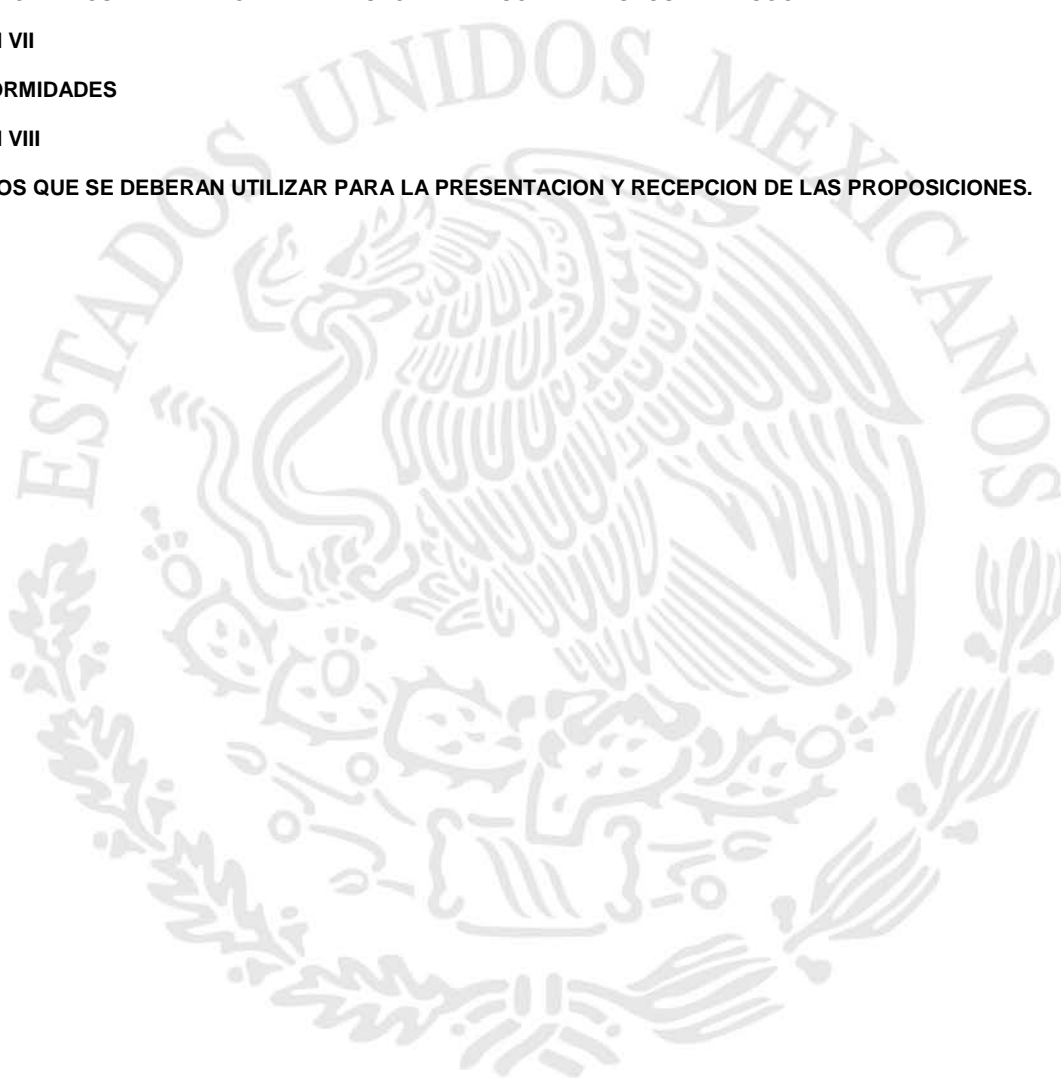 VII
ORMIDADES
VIII
OS QUE SE DEBERAN UTILIZAR PARA LA PRESENTACION Y RECEPCION DE LAS PROPOSICIONES.
ESTADOS UNIDOS MEXICANOS